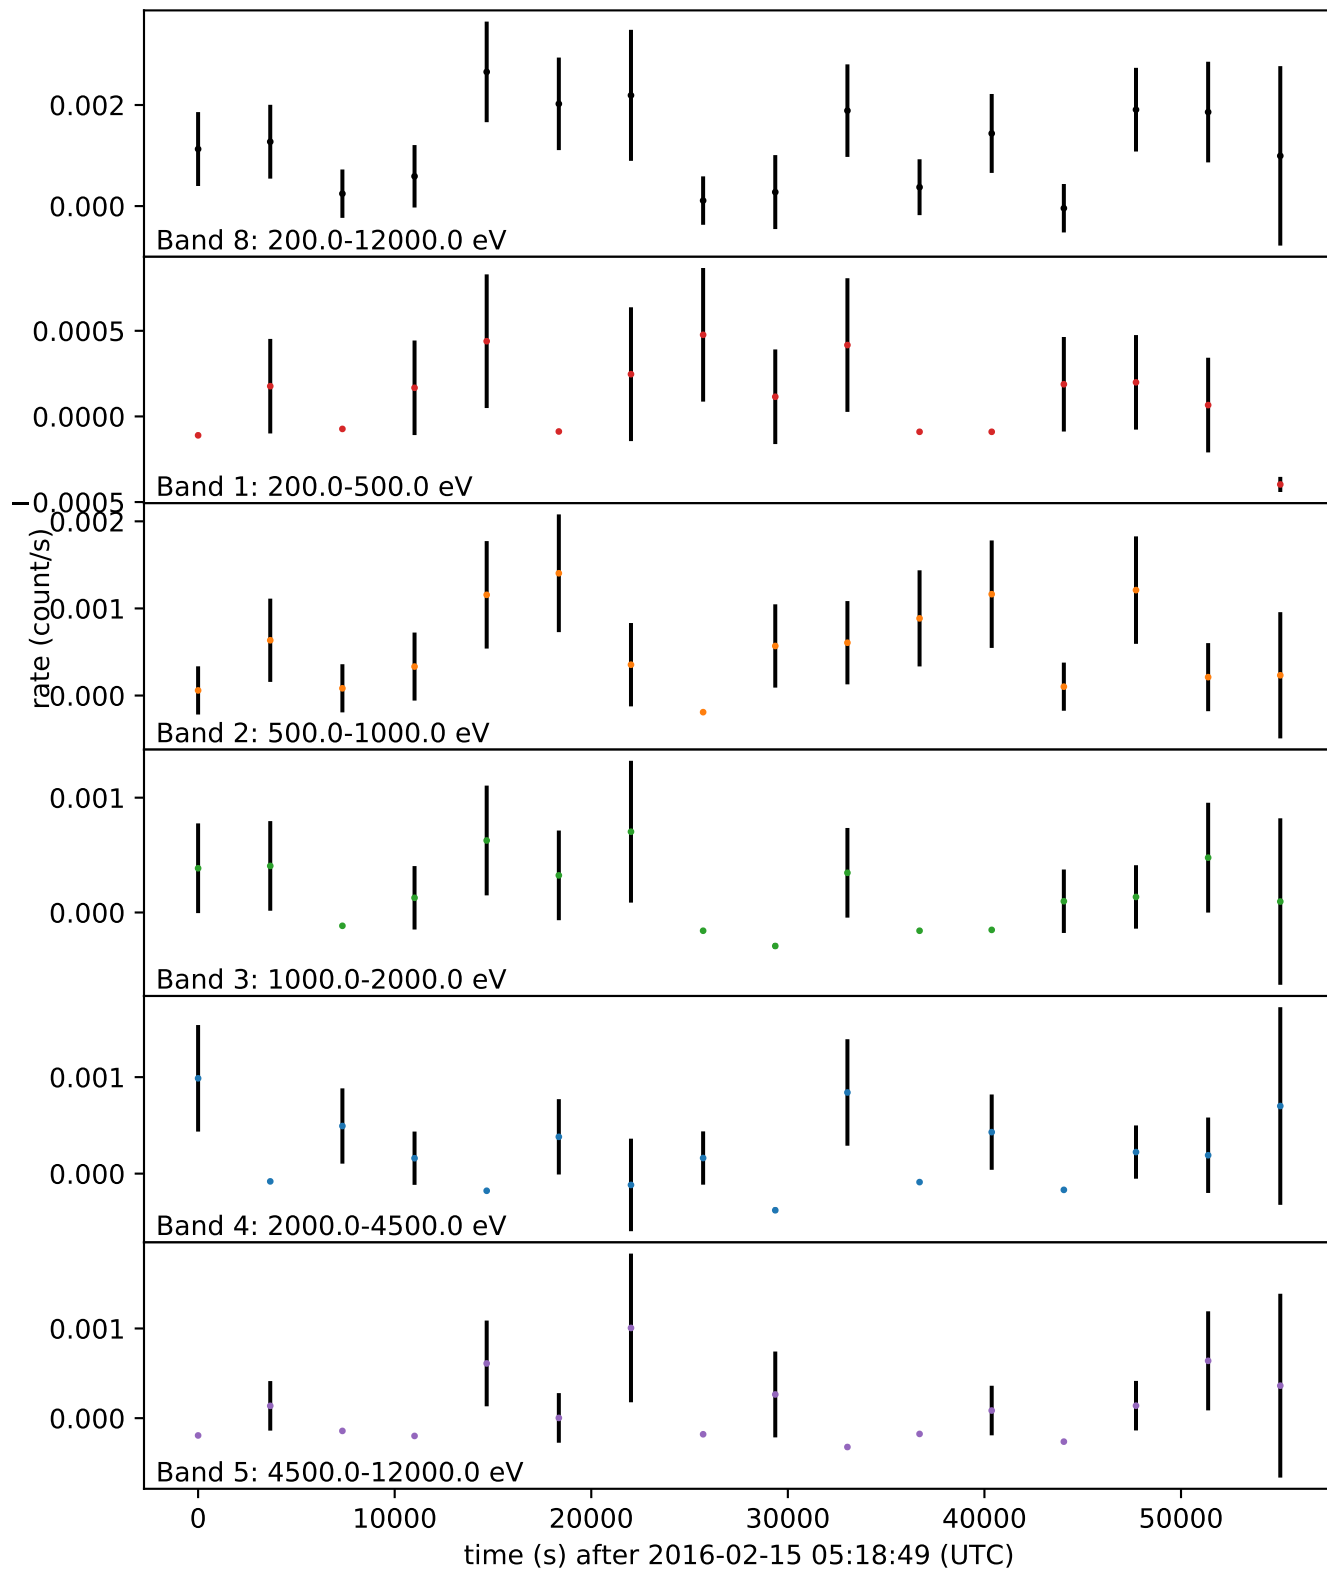 0.002
0.000
Band 8: 200.0-12000.0 eV
0.0005
0.0000
−0.0005
Band 1: 200.0-500.0 eV
rate (count/s)
0.002
0.001
0.000
Band 2: 500.0-1000.0 eV
0.001
0.000
Band 3: 1000.0-2000.0 eV
0.001
0.000
Band 4: 2000.0-4500.0 eV
0.001
0.000
Band 5: 4500.0-12000.0 eV
0 10000 20000 30000 40000 50000
time (s) after 2016-02-15 05:18:49 (UTC)